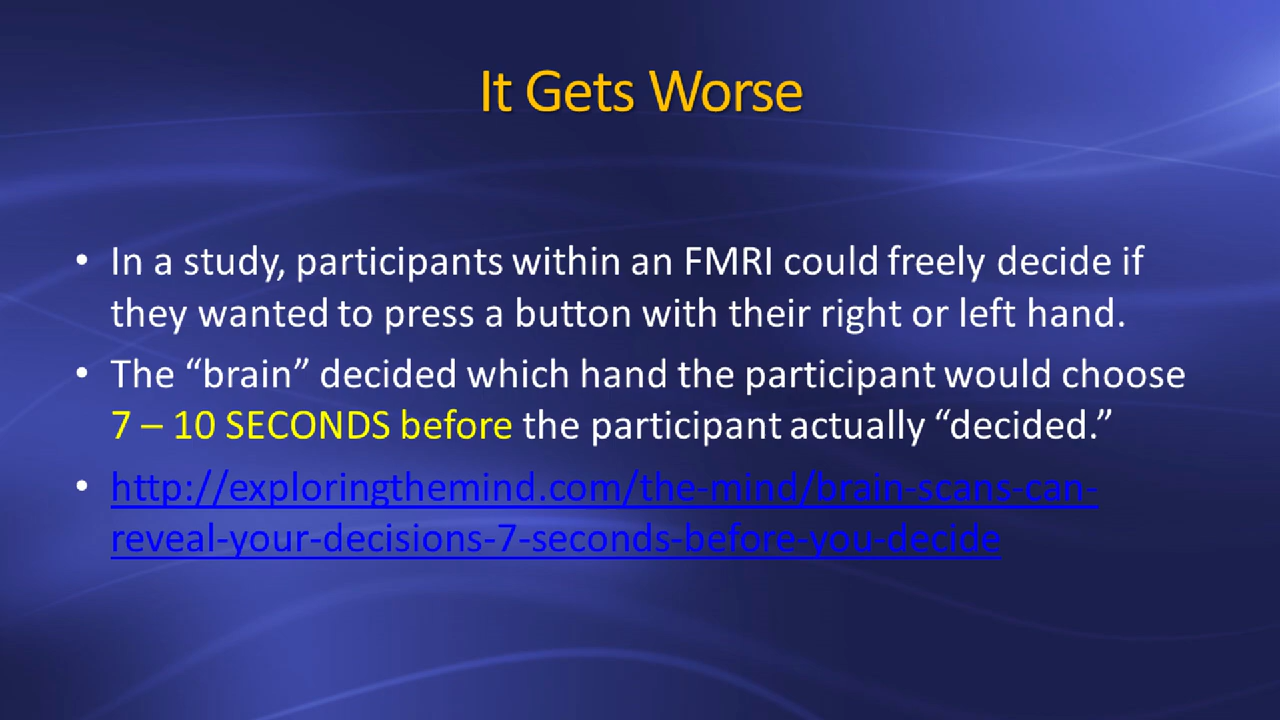 It Gets Worse
• In a study, participants within an FMRI could freely decide if
they wanted to press a button with their right or left hand.
• The “brain” decided which hand the participant would choose
7 – 10 SECONDS before the participant actually “decided.”
• http://exploringthemind.com/the-mind/brain-scans-can-
reveal-your-decisions-7-seconds-before-you-decide